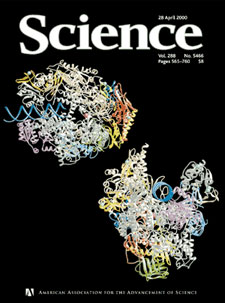 28 April 2000
Science
Vol. 288 No. 5466
Pages 565–760 $8
AMERICAN ASSOCIATION FOR THE ADVANCEMENT OF SCIENCE